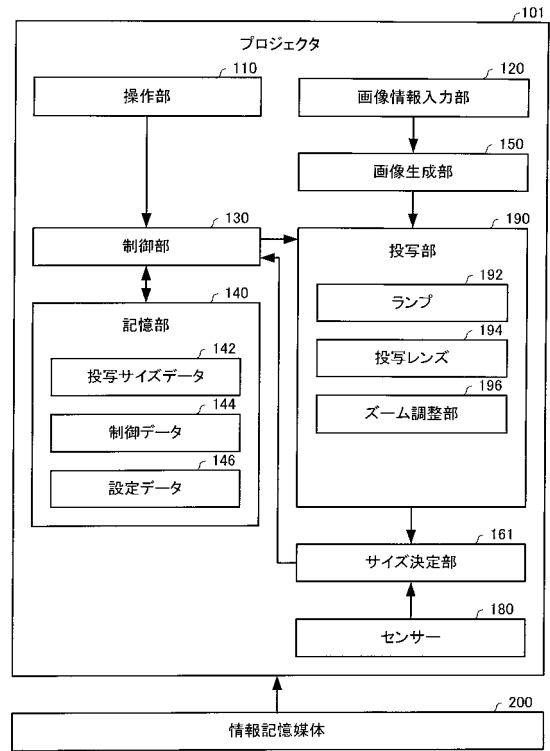 101
プロジェクタ
110
操作部
120
画像情報入力部
150
画像生成部
130
制御部
190
投写部
192
ランプ
194
投写レンズ
196
ズーム調整部
140
記憶部
142
投写サイズデータ
144
制御データ
146
設定データ
161
サイズ決定部
180
センサー
200
情報記憶媒体